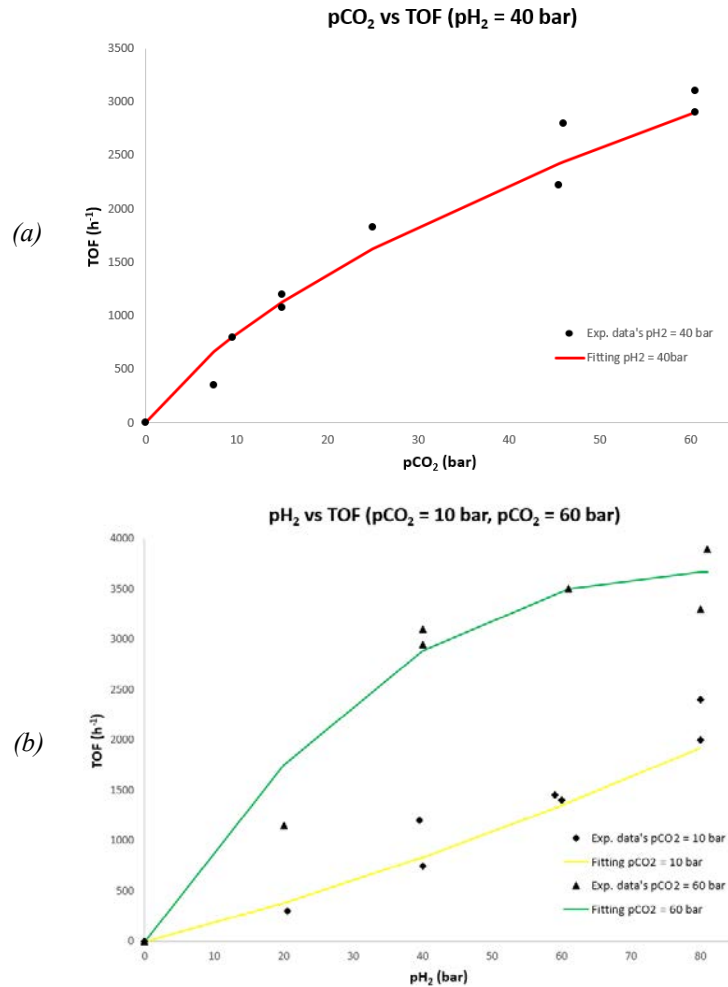 pCO₂ vs TOF (pH₂ = 40 bar)
3500
3000
2500
2000
1500
1000
500
0
TOF (h⁻¹)
(a)
Exp. data's pH2 = 40 bar
Fitting pH2 = 40bar
0 10 20 30 40 50 60
pCO₂ (bar)
pH₂ vs TOF (pCO₂ = 10 bar, pCO₂ = 60 bar)
4000
3500
3000
2500
2000
1500
1000
500
0
TOF (h⁻¹)
(b)
Exp. data's pCO2 = 10 bar
Fitting pCO2 = 10 bar
Exp. data's pCO2 = 60 bar
Fitting pCO2 = 60 bar
0 10 20 30 40 50 60 70 80
pH₂ (bar)